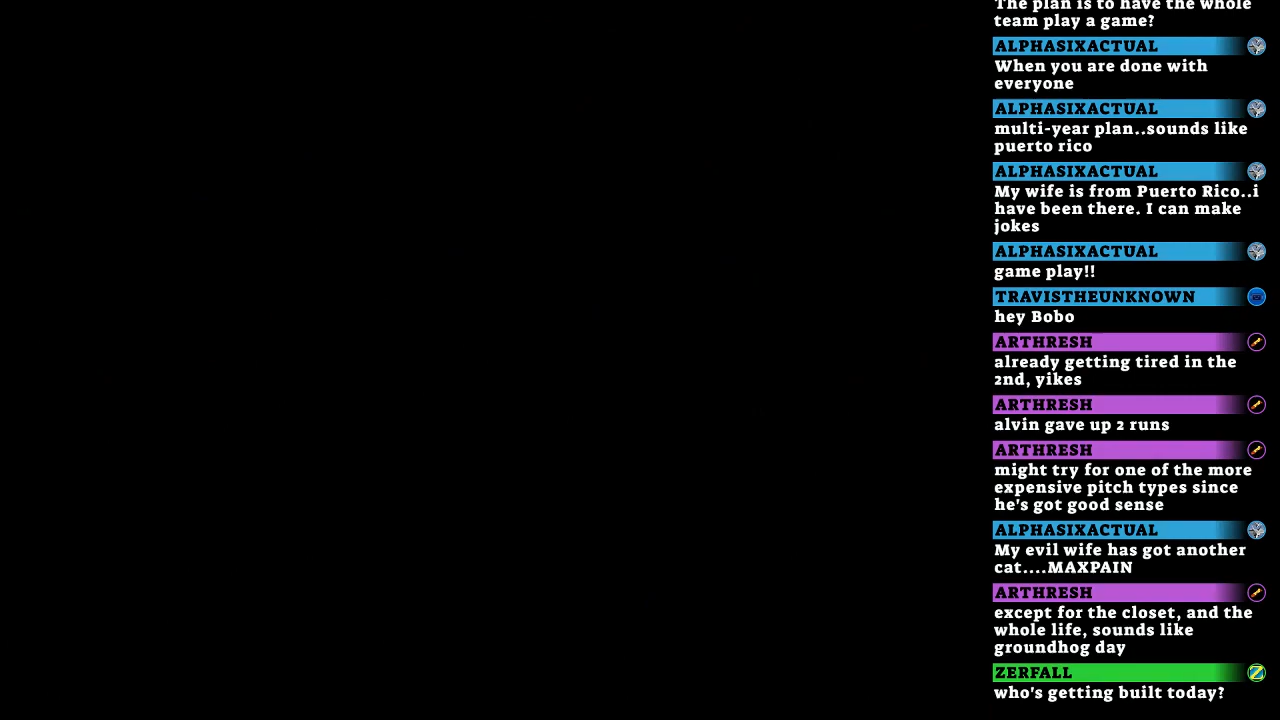 The plan is to have the whole
team play a game?
ALPHASIXACTUAL
When you are done with
everyone
ALPHASIXACTUAL
multi-year plan..sounds like
puerto rico
ALPHASIXACTUAL
My wife is from Puerto Rico..i
have been there. I can make
jokes
ALPHASIXACTUAL
game play!!
TRAVISTHEUNKNOWN
hey Bobo
ARTHRESH
already getting tired in the
2nd, yikes
ARTHRESH
alvin gave up 2 runs
ARTHRESH
might try for one of the more
expensive pitch types since
he's got good sense
ALPHASIXACTUAL
My evil wife has got another
cat....MAXPAIN
ARTHRESH
except for the closet, and the
whole life, sounds like
groundhog day
ZERFALL
who's getting built today?